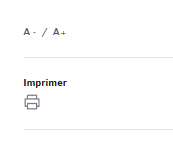 A - / A+
Imprimer